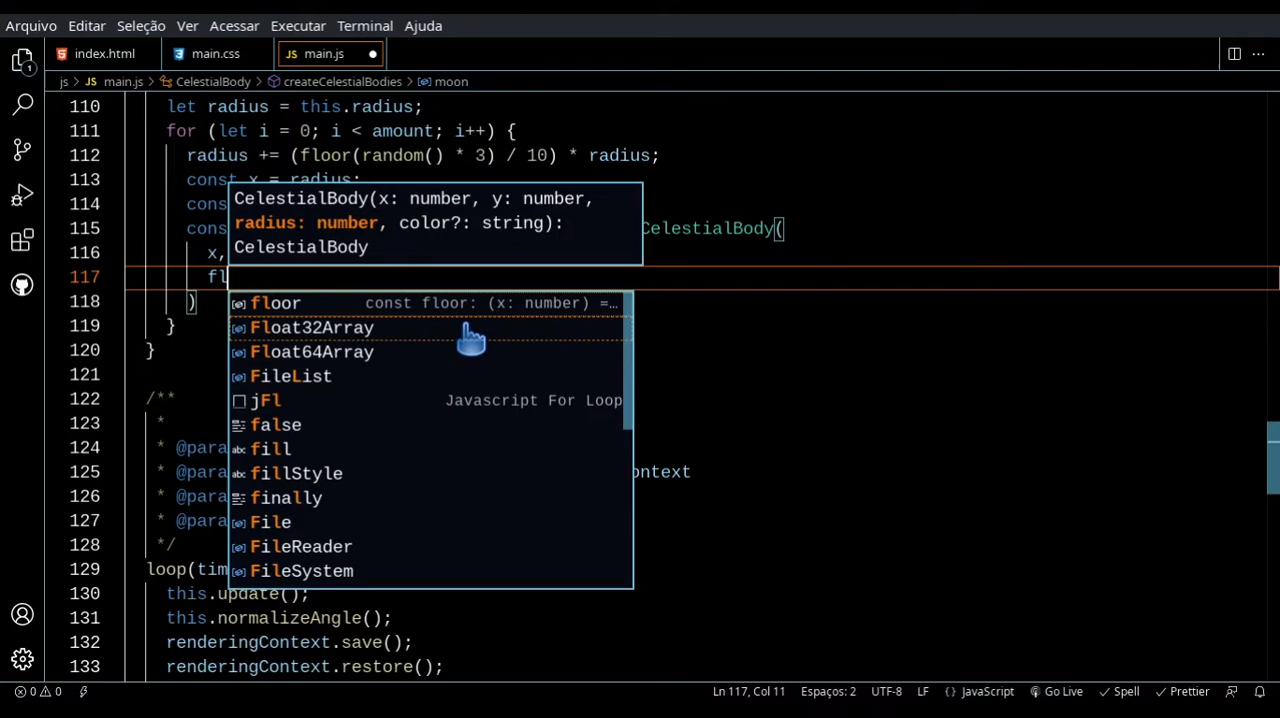 Arquivo Editar Seleção Ver Acessar Executar Terminal Ajuda
1 index.html main.css JS main.js
js > JS main.js > CelestialBody > createCelestialBodies > moon
110 let radius = this.radius;
111 for (let i = 0; i < amount; i++) {
112 radius += (floor(random() * 3) / 10) * radius;
113 const x = radius;
114 cons
115 cons CelestialBody(
116 x,
117 fl
118 )
119 }
120 }
121
122 /**
123 *
124 * @para
125 * @para ontext
126 * @para
127 * @para
128 */
129 loop(tim
130 this.update();
131 this.normalizeAngle();
132 renderingContext.save();
133 renderingContext.restore();
CelestialBody(x: number, y: number,
radius: number, color?: string):
CelestialBody
floor const floor: (x: number) =…
Float32Array
Float64Array
FileList
jFl Javascript For Loop
false
fill
fillStyle
finally
File
FileReader
FileSystem
0 0 Ln 117, Col 11 Espaços: 2 UTF-8 LF {} JavaScript Go Live Spell Prettier